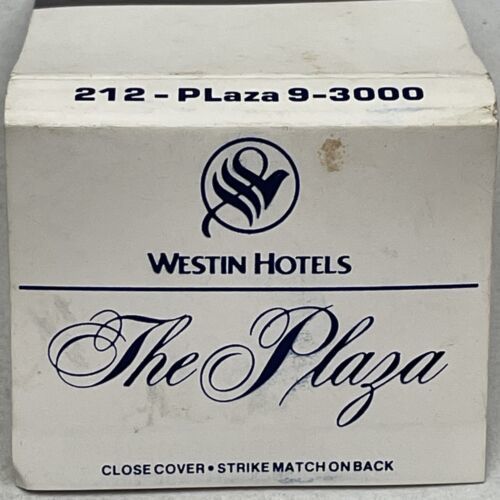 212 - PLaza 9-3000
WESTIN HOTELS
The Plaza
CLOSE COVER • STRIKE MATCH ON BACK